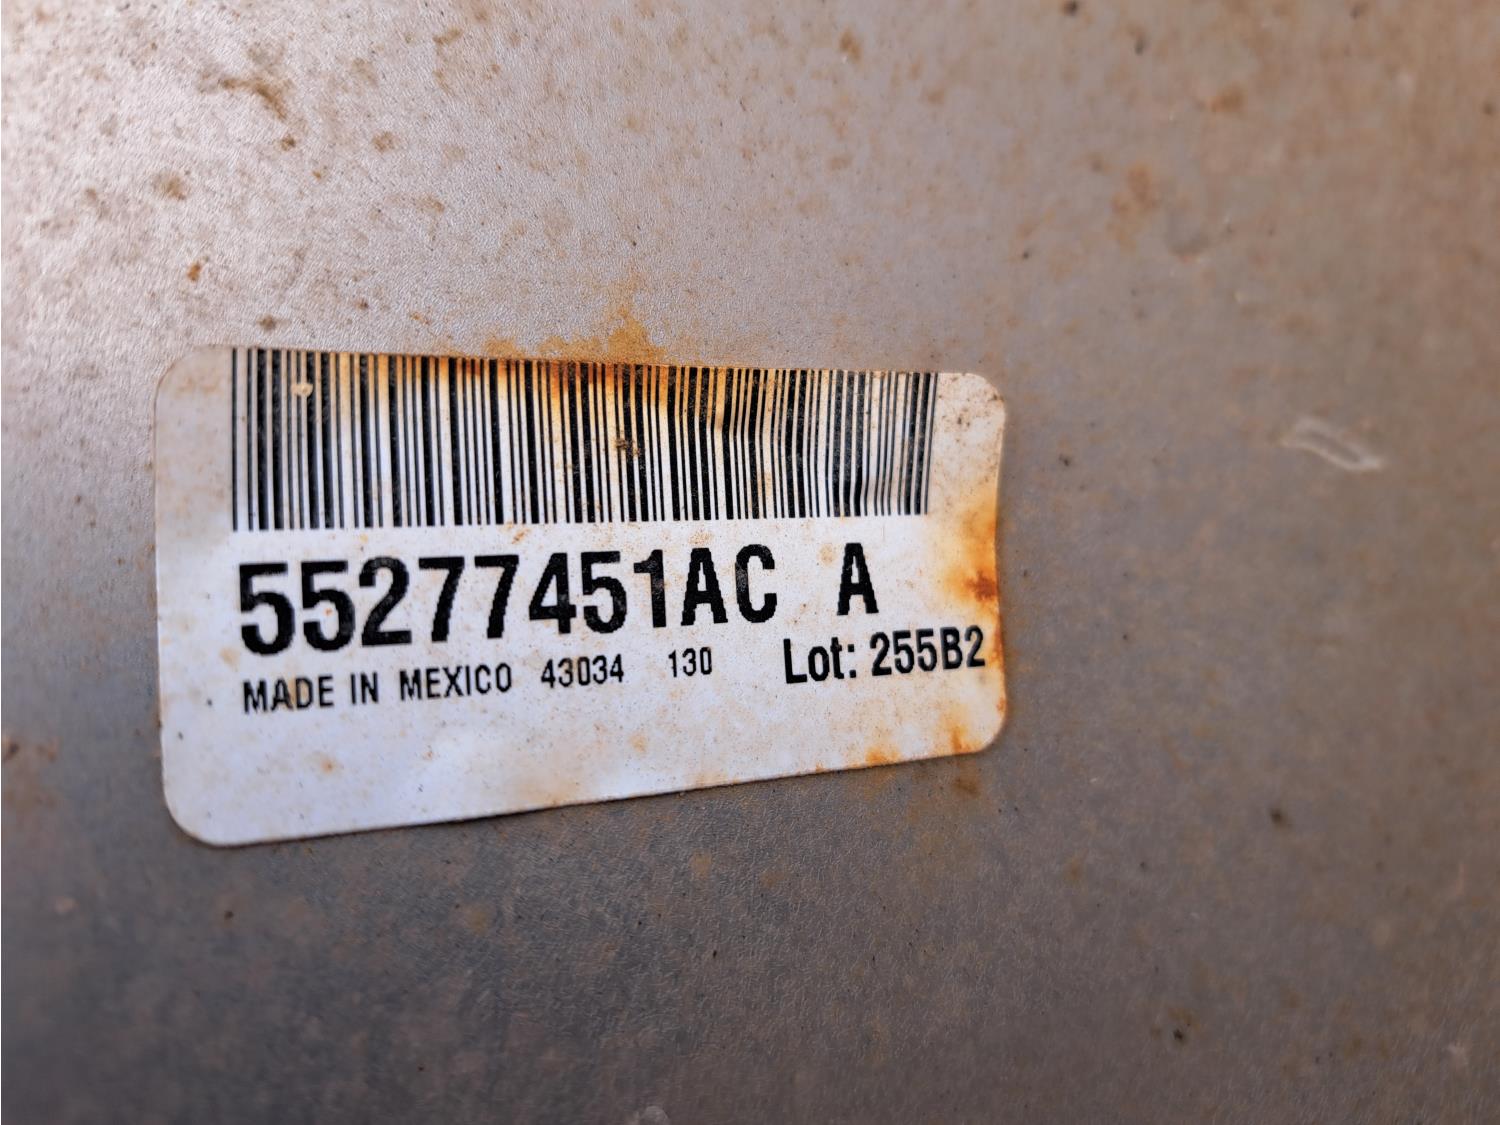 55277451AC A
MADE IN MEXICO 43034 130 Lot: 255B2